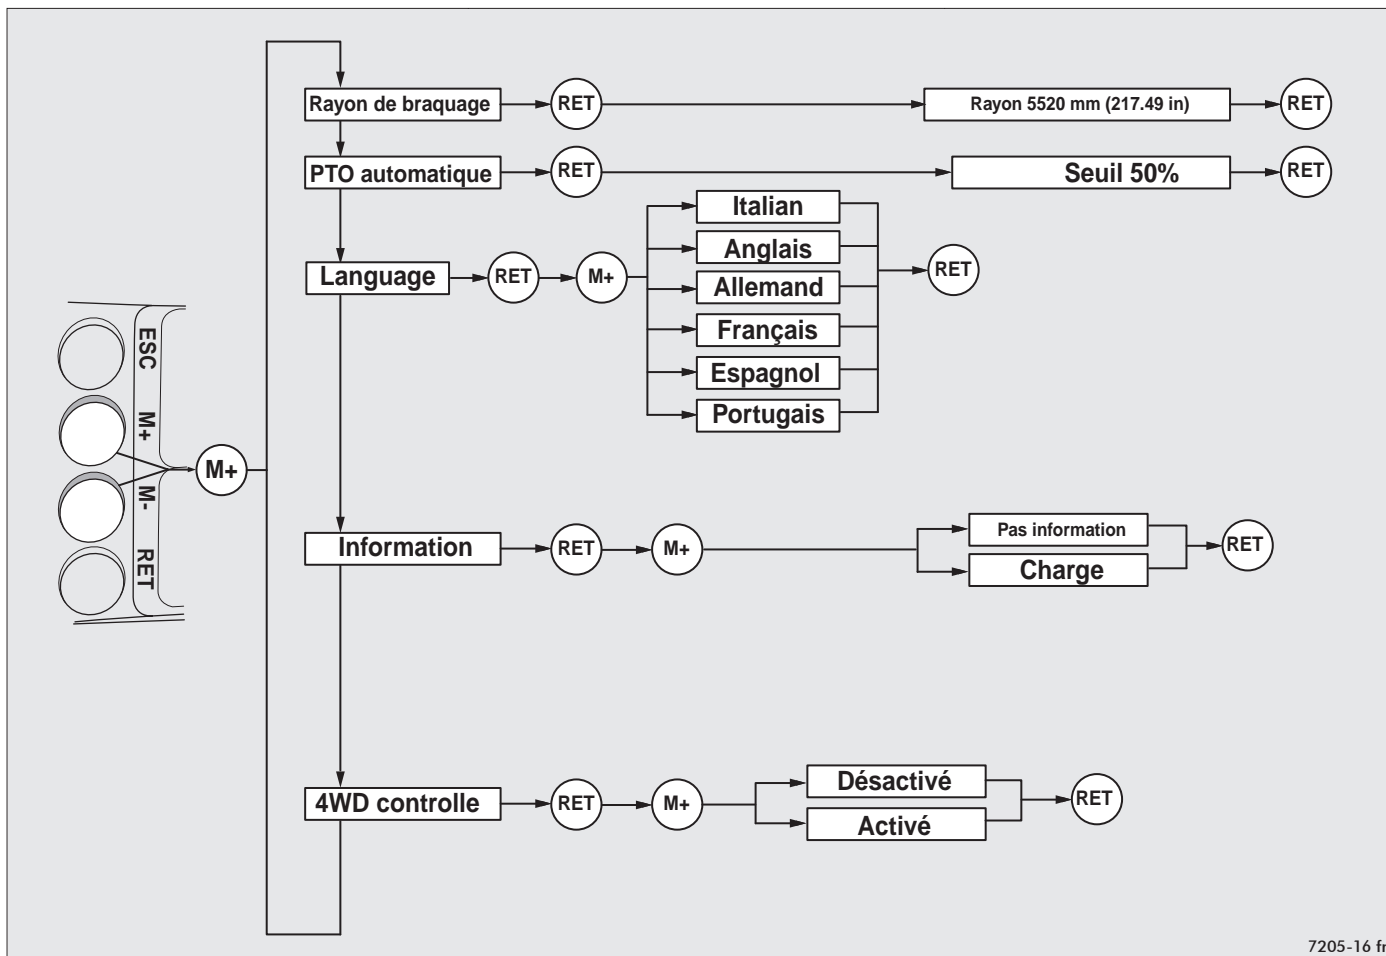 Rayon de braquage
RET
Rayon 5520 mm (217.49 in)
RET
PTO automatique
RET
Seuil 50%
RET
Language
RET
M+
Italian
Anglais
Allemand
Français
Espagnol
Portugais
RET
ESC
M+
M-
RET
M+
Information
RET
M+
Pas information
Charge
RET
4WD controlle
RET
M+
Désactivé
Activé
RET
7205-16 fr